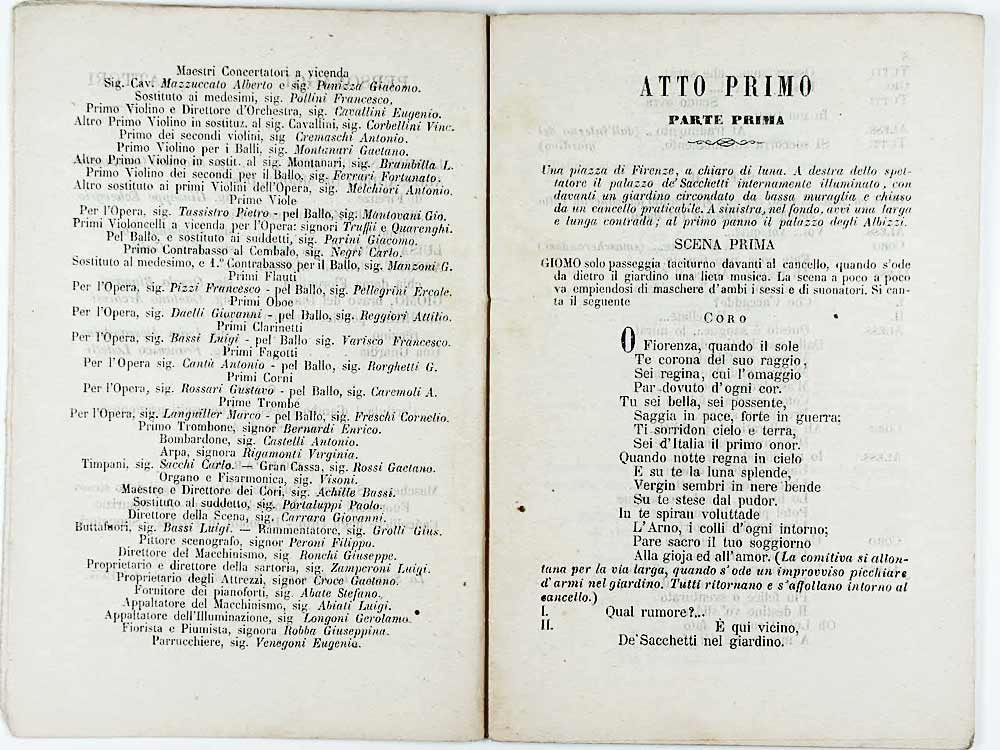 Maestri Concertatori a vicenda
Sig. Cav. Mazzuccato Alberto e sig. Panizza Giacomo.
Sostituto ai medesimi, sig. Pollini Francesco.
Primo Violino e Direttore d'Orchestra, sig. Cavallini Eugenio.
Altro Primo Violino in sostituz. al sig. Cavallini, sig. Corbellini Vinc.
Primo dei secondi violini, sig Cremaschi Antonio.
Primo Violino per i Balli, sig. Montanari Gaetano.
Altro Primo Violino in sostit. al sig. Montanari, sig. Brambilla L.
Primo Violino dei secondi per il Ballo, sig. Ferrari Fortunato.
Altro sostituto ai primi Violini dell'Opera, sig. Melchiori Antonio.
Prime Viole
Per l'Opera, sig. Tassistro Pietro - pel Ballo, sig. Mantovani Gio.
Primi Violoncelli a vicenda per l'Opera: signori Truffii e Quarenghi.
Pel Ballo, e sostituto ai suddetti, sig. Parini Giacomo.
Primo Contrabasso al Cembalo, sig. Negri Carlo.
Sostituto al medesimo, e 1.º Contrabasso per il Ballo, sig. Manzoni G.
Primi Flauti
Per l'Opera, sig. Pizzi Francesco - pel Ballo, sig. Pellegrini Ercole.
Primi Oboe
Per l'Opera, sig. Daelli Giovanni - pel Ballo, sig. Reggiori Attilio.
Primi Clarinetti
Per l'Opera, sig. Bassi Luigi - pel Ballo sig. Varisco Francesco.
Primi Fagotti
Per l'Opera sig. Cantù Antonio - pel Ballo, sig. Borghetti G.
Primi Corni
Per l'Opera, sig. Rossari Gustavo - pel Ballo, sig. Caremoli A.
Prime Trombe
Per l'Opera, sig. Languiller Marco - pel Ballo, sig. Freschi Cornelio.
Primo Trombone, signor Bernardi Enrico.
Bombardone, sig. Castelli Antonio.
Arpa, signora Rigamonti Virginia.
Timpani, sig. Sacchi Carlo. — Gran Cassa, sig. Rossi Gaetano.
Organo e Fisarmonica, sig. Visoni.
Maestro e Direttore dei Cori, sig. Achille Bassi.
Sostituto al suddetto, sig. Portaluppi Paolo.
Direttore della Scena, sig. Carraro Giovanni.
Buttafuori, sig. Bassi Luigi. — Rammentatore, sig. Grolli Gius.
Pittore scenografo, signor Peroni Filippo.
Direttore del Macchinismo, sig Ronchi Giuseppe.
Proprietario e direttore della sartoria, sig. Zamperoni Luigi.
Proprietario degli Attrezzi, signor Croce Gaetano.
Fornitore dei pianoforti, sig. Abate Stefano.
Appaltatore del Macchinismo, sig. Abiati Luigi.
Appaltatore dell'Illuminazione, sig Longoni Gerolamo.
Fiorista e Piumista, signora Robba Giuseppina.
Parrucchiere, sig. Venegoni Eugenia.
ATTO PRIMO
PARTE PRIMA
Una piazza di Firenze, a chiaro di luna. A destra dello spet-
tatore il palazzo de' Sacchetti internamente illuminato, con
davanti un giardino circondato da bassa muraglia e chiuso
da un cancello praticabile. A sinistra, nel fondo, avvi una larga
e lunga contrada; al primo panno il palazzo degli Albizzi.
SCENA PRIMA
GIOMO solo passeggia taciturno davanti al cancello, quando s'ode
da dietro il giardino una lieta musica. La scena a poco a poco
va empiendosi di maschere d'ambi i sessi e di suonatori. Si can-
ta il seguente
CORO
O Fiorenza, quando il sole
Te corona del suo raggio,
Sei regina, cui l'omaggio
Par dovuto d'ogni cor.
Tu sei bella, sei possente,
Saggia in pace, forte in guerra;
Ti sorridon cielo e terra,
Sei d'Italia il primo onor.
Quando notte regna in cielo
E su te la luna splende,
Vergin sembri in nere bende
Su te stese dal pudor.
In te spiran voluttade
L'Arno, i colli d'ogni intorno;
Pare sacro il tuo soggiorno
Alla gioja ed all'amor. (La comitiva si allon-
tana per la via larga, quando s'ode un improvviso picchiare
d'armi nel giardino. Tutti ritornano e s'affollano intorno al
cancello.)
I. Qual rumore?...
II. È qui vicino,
De' Sacchetti nel giardino.